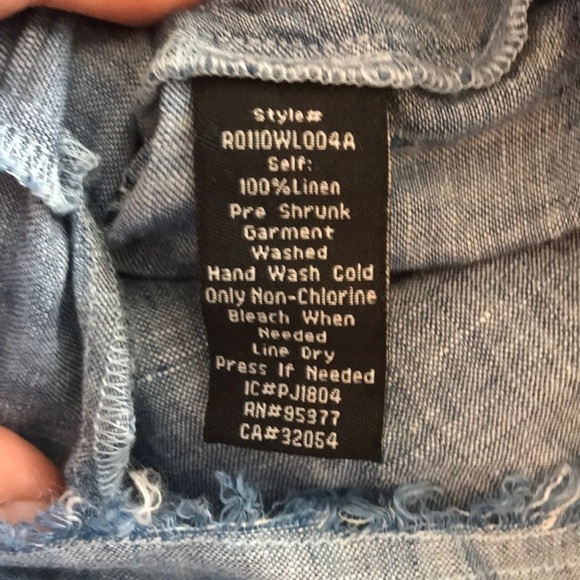 Style#
R0110WL004A
Self:
100%Linen
Pre Shrunk
Garment
Washed
Hand Wash Cold
Only Non-Chlorine
Bleach When
Needed
Line Dry
Press If Needed
IC#PJ1804
RN#95377
CA#32054